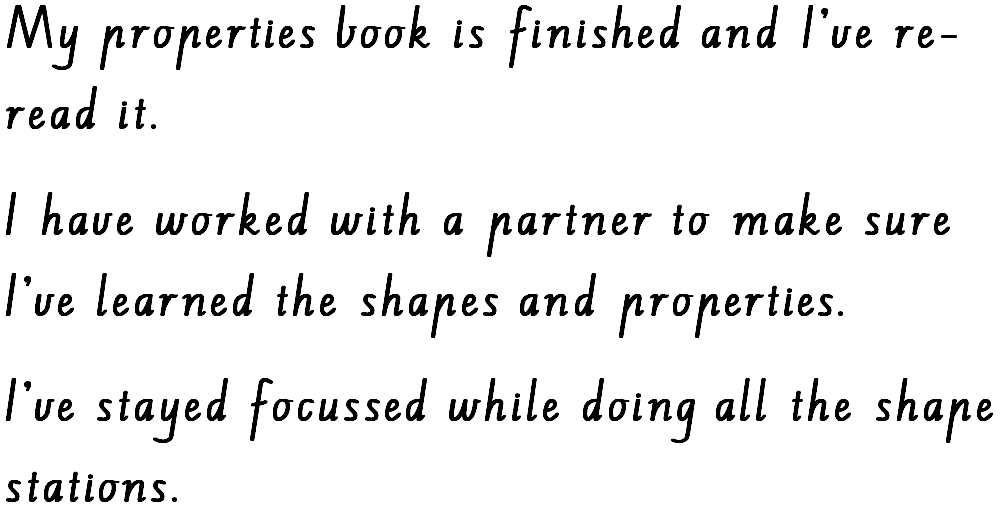 My properties book is finished and I've re-
read it.
I have worked with a partner to make sure
I've learned the shapes and properties.
I've stayed focussed while doing all the shape
stations.